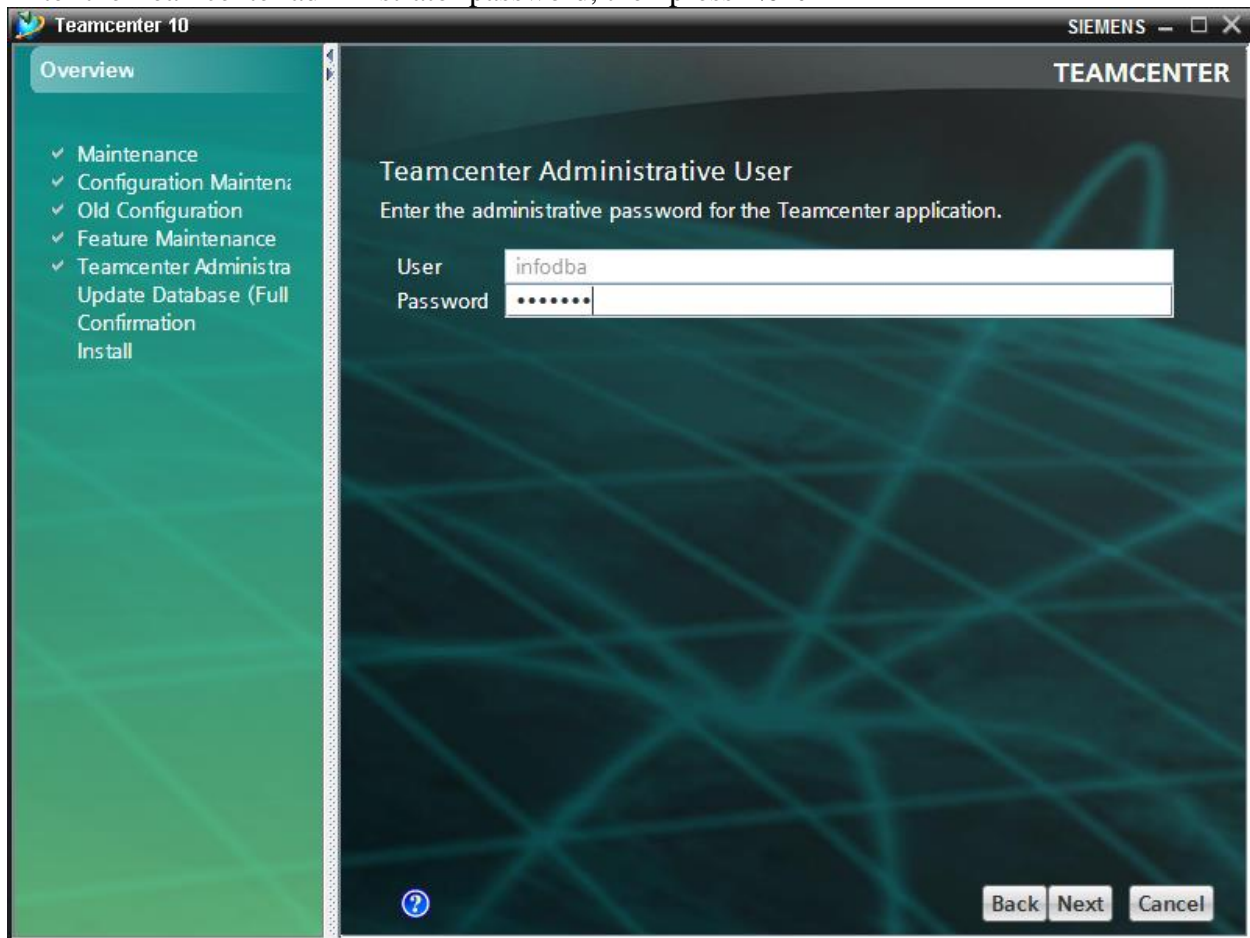 Teamcenter 10
SIEMENS
Overview
TEAMCENTER
Maintenance
Configuration Maintena
Old Configuration
Feature Maintenance
Teamcenter Administra
Update Database (Full
Confirmation
Install
Teamcenter Administrative User
Enter the administrative password for the Teamcenter application.
User infodba
Password •••••••
Back Next Cancel